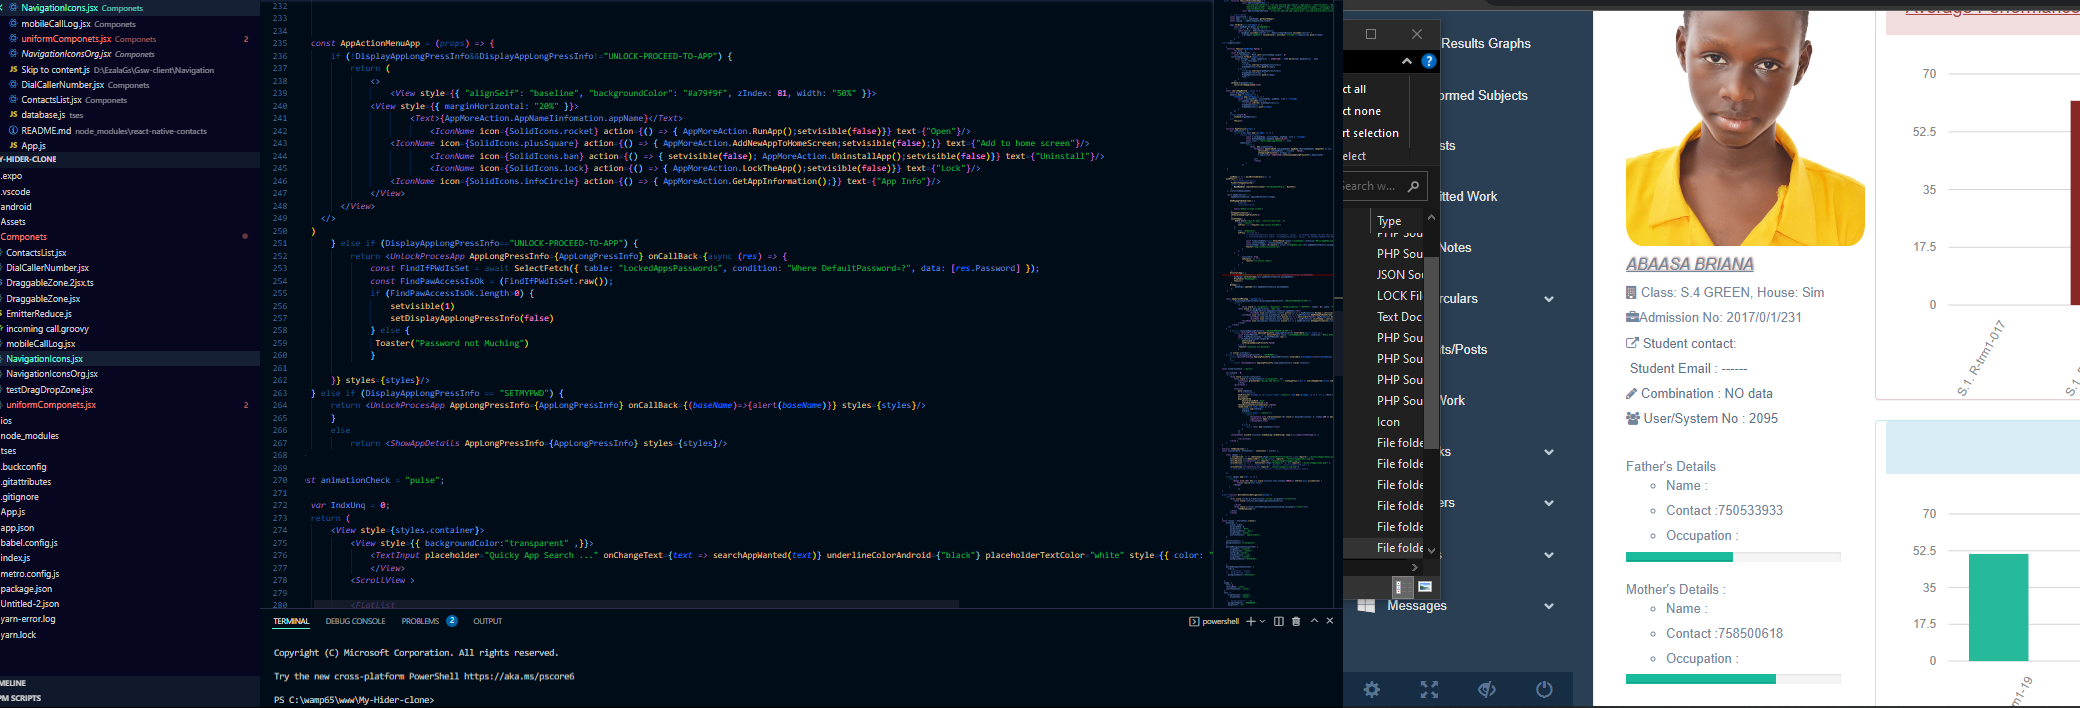 NavigationIcons.jsx Componets
mobileCallLog.jsx Componets
uniformComponets.jsx Componets 2
NavigationIconsOrg.jsx Componets
JS Skip to content.js D:\EzalaGs\Gsw-client\Navigation
JS DialCallerNumber.jsx Componets
ContactsList.jsx Componets
JS database.js tses
README.md node_modules\react-native-contacts
JS App.js
Y-HIDER-CLONE
.expo
.vscode
android
Assets
Componets
ContactsList.jsx
DialCallerNumber.jsx
DraggableZone.2jsx.ts
DraggableZone.jsx
EmitterReduce.js
incoming call.groovy
mobileCallLog.jsx
NavigationIcons.jsx
NavigationIconsOrg.jsx
testDragDropZone.jsx
uniformComponets.jsx 2
ios
node_modules
tses
.buckconfig
.gitattributes
.gitignore
App.js
app.json
babel.config.js
index.js
metro.config.js
package.json
Untitled-2.json
yarn-error.log
yarn.lock
MELINE
PM SCRIPTS
232
233
234
235 const AppActionMenuApp = (props) => {
236 if (!DisplayAppLongPressInfo&&DisplayAppLongPressInfo!="UNLOCK-PROCEED-TO-APP") {
237 return (
238 <>
239 <View style={{ "alignSelf": "baseline", "backgroundColor": "#a79f9f", zIndex: 81, width: "50%" }}>
240 <View style={{ marginHorizontal: "20%" }}>
241 <Text>{AppMoreAction.AppNameIinfomation.appName}</Text>
242 <IconName icon={SolidIcons.rocket} action={() => { AppMoreAction.RunApp();setvisible(false)}} text={"Open"}/>
243 <IconName icon={SolidIcons.plusSquare} action={() => { AppMoreAction.AddNewAppToHomeScreen;setvisible(false);}} text={"Add to home screen"}/>
244 <IconName icon={SolidIcons.ban} action={() => { setvisible(false); AppMoreAction.UninstallApp();setvisible(false)}} text={"Uninstall"}/>
245 <IconName icon={SolidIcons.lock} action={() => { AppMoreAction.LockTheApp();setvisible(false)}} text={"Lock"}/>
246 <IconName icon={SolidIcons.infoCircle} action={() => { AppMoreAction.GetAppInformation();}} text={"App Info"}/>
247 </View>
248 </View>
249 </>
250 )
251 } else if (DisplayAppLongPressInfo=="UNLOCK-PROCEED-TO-APP") {
252 return <UnlockProcesApp AppLongPressInfo={AppLongPressInfo} onCallBack={async (res) => {
253 const FindIfPWdIsSet = await SelectFetch({ table: "LockedAppsPasswords", condition: "Where DefaultPassword=?", data: [res.Password] });
254 const FindPawAccessIsOk = (FindIfPWdIsSet.raw());
255 if (FindPawAccessIsOk.length>0) {
256 setvisible(1)
257 setDisplayAppLongPressInfo(false)
258 } else {
259 Toaster("Password not Muching")
260 }
261
262 }} styles={styles}/>
263 } else if (DisplayAppLongPressInfo == "SETMYPWD") {
264 return <UnlockProcesApp AppLongPressInfo={AppLongPressInfo} onCallBack={(baseName)=>{alert(baseName)}} styles={styles}/>
265 }
266 else
267 return <ShowAppDetails AppLongPressInfo={AppLongPressInfo} styles={styles}/>
268
269
270 st animationCheck = "pulse";
271
272 var IndxUnq = 0;
273 return (
274 <View style={styles.container}>
275 <View style={{ backgroundColor:"transparent" ,}}>
276 <TextInput placeholder="Quicky App Search ..." onChangeText={text => searchAppWanted(text)} underlineColorAndroid={"black"} placeholderTextColor="white" style={{ color: "
277 </View>
278 <ScrollView >
279
280 <FlatList
TERMINAL DEBUG CONSOLE PROBLEMS 2 OUTPUT
powershell
Copyright (C) Microsoft Corporation. All rights reserved.
Try the new cross-platform PowerShell https://aka.ms/pscore6
PS C:\wamp65\www\My-Hider-clone>
?
ct all
ct none
rt selection
elect
Search w...
Type
PHP Sou
PHP Sou
JSON Sou
LOCK Fil
Text Doc
PHP Sou
PHP Sou
PHP Sou
PHP Sou
Icon
File folde
File folde
File folde
File folde
File folde
File folde
Results Graphs
ormed Subjects
sts
itted Work
Notes
rculars
ts/Posts
Work
ks
ers
s
Messages
ABAASA BRIANA
Class: S.4 GREEN, House: Sim
Admission No: 2017/0/1/231
Student contact:
Student Email : ------
Combination : NO data
User/System No : 2095
Father's Details
Name :
Contact :750533933
Occupation :
Mother's Details :
Name :
Contact :758500618
Occupation :
Average Performance
70
52.5
35
17.5
0
S.1. R-trm1-017
S.1.
70
52.5
35
17.5
0
rm1-19